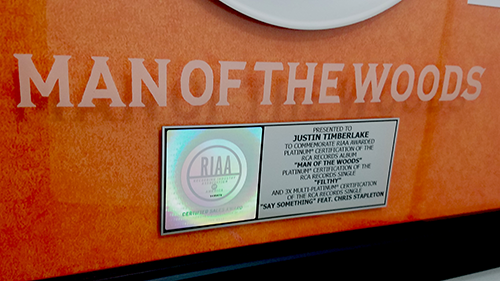 MAN OF THE WOODS
RIAA
PRESENTED TO
JUSTIN TIMBERLAKE
TO COMMEMORATE RIAA AWARDED
PLATINUM® CERTIFICATION OF THE
RCA RECORDS ALBUM
"MAN OF THE WOODS"
PLATINUM® CERTIFICATION OF THE
RCA RECORDS SINGLE
"FILTHY"
AND 3X MULTI-PLATINUM® CERTIFICATION
OF THE RCA RECORDS SINGLE
"SAY SOMETHING" FEAT. CHRIS STAPLETON